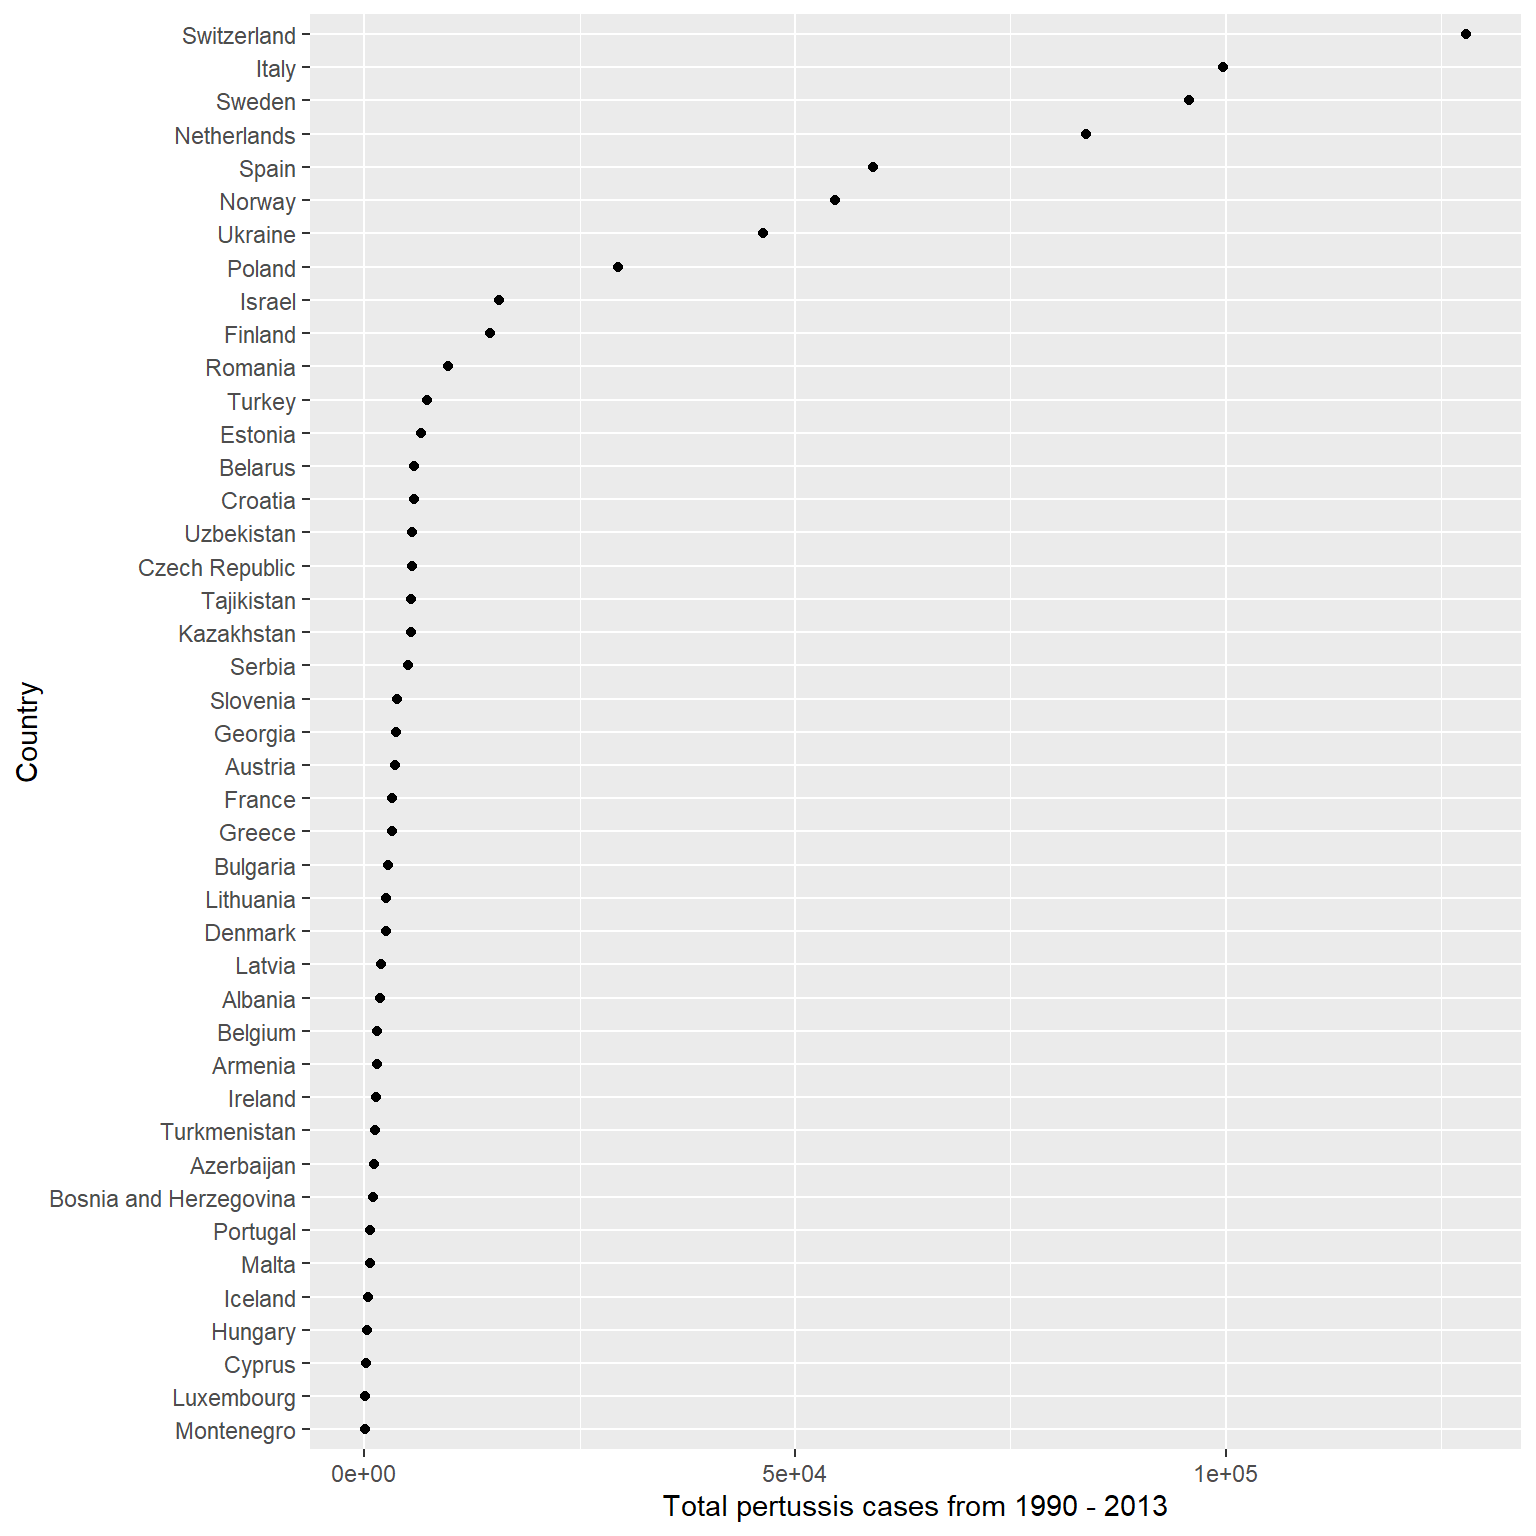 Switzerland
Italy
Sweden
Netherlands
Spain
Norway
Ukraine
Poland
Israel
Finland
Romania
Turkey
Estonia
Belarus
Croatia
Uzbekistan
Czech Republic
Tajikistan
Kazakhstan
Serbia
Slovenia
Georgia
Austria
France
Greece
Bulgaria
Lithuania
Denmark
Latvia
Albania
Belgium
Armenia
Ireland
Turkmenistan
Azerbaijan
Bosnia and Herzegovina
Portugal
Malta
Iceland
Hungary
Cyprus
Luxembourg
Montenegro
Country
0e+00 5e+04 1e+05
Total pertussis cases from 1990 - 2013